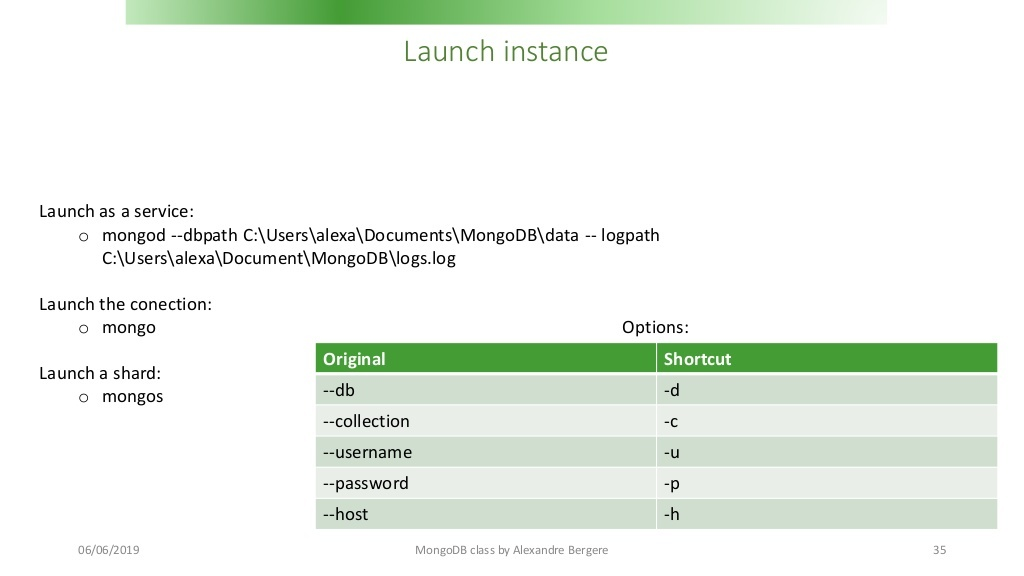 Launch instance
Launch as a service:
o mongod --dbpath C:\Users\alexa\Documents\MongoDB\data -- logpath
C:\Users\alexa\Document\MongoDB\logs.log
Launch the conection:
o mongo
Launch a shard:
o mongos
Options:
Original Shortcut
--db -d
--collection -c
--username -u
--password -p
--host -h
06/06/2019 MongoDB class by Alexandre Bergere 35